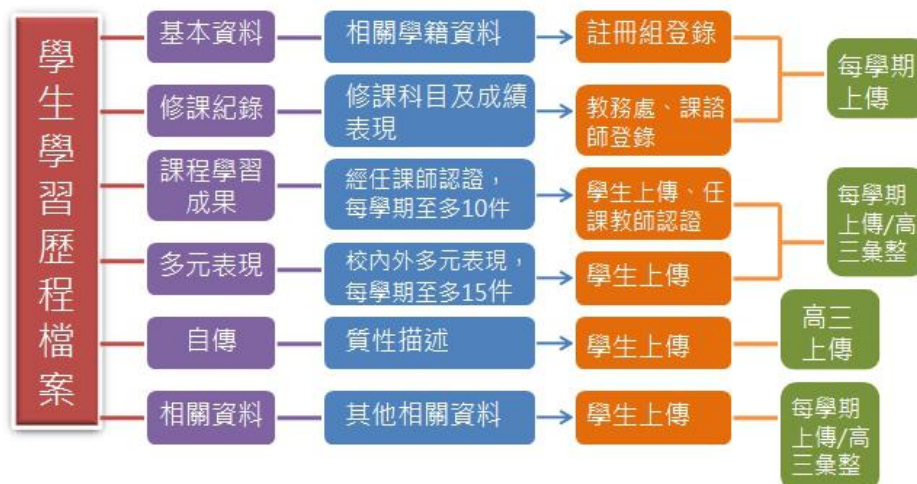 學生學習歷程檔案
基本資料
相關學籍資料
註冊組登錄
每學期
上傳
修課紀錄
修課科目及成績
表現
教務處、課諮
師登錄
課程學習
成果
經任課師認證，
每學期至多10件
學生上傳、任
課教師認證
每學期
上傳/高
三彙整
多元表現
校內外多元表現，
每學期至多15件
學生上傳
自傳
質性描述
學生上傳
高三
上傳
相關資料
其他相關資料
學生上傳
每學期
上傳/高
三彙整